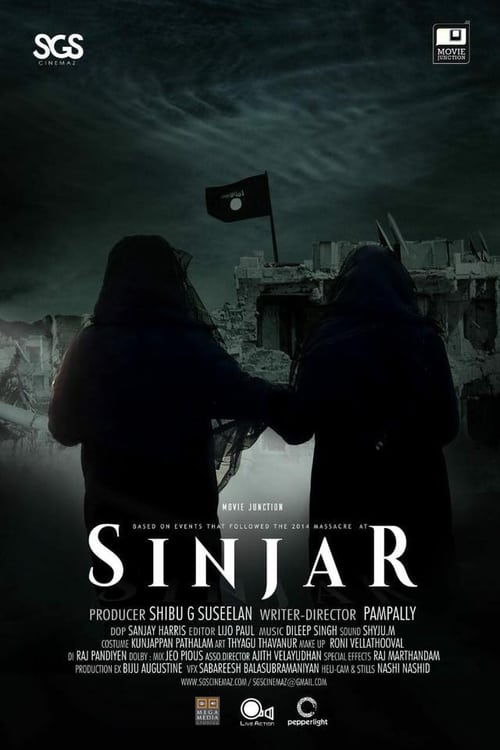 SGS
CINEMAZ
MOVIE
JUNCTION
MOVIE JUNCTION
BASED ON EVENTS THAT FOLLOWED THE 2014 MASSACRE AT
SINJAR
PRODUCER SHIBU G SUSEELAN WRITER-DIRECTOR PAMPALLY
DOP SANJAY HARRIS EDITOR LIJO PAUL MUSIC DILEEP SINGH SOUND SHYJU.M
COSTUME KUNJAPPAN PATHALAM ART THYAGU THAVANUR MAKE UP RONI VELLATHOOVAL
DI RAJ PANDIYEN DOLBY : MIX JEO PIOUS ASSO.DIRECTOR AJITH VELAYUDHAN SPECIAL EFFECTS RAJ MARTHANDAM
PRODUCTION EX BIJU AUGUSTINE VFX SABAREESH BALASUBRAMANIYAN HELI-CAM & STILLS NASHI NASHID
WWW.SGSCINEMAZ.COM / SGSCINEMAZ@GMAIL.COM
MEGA
MEDIA
LIVE ACTION
pepperlight